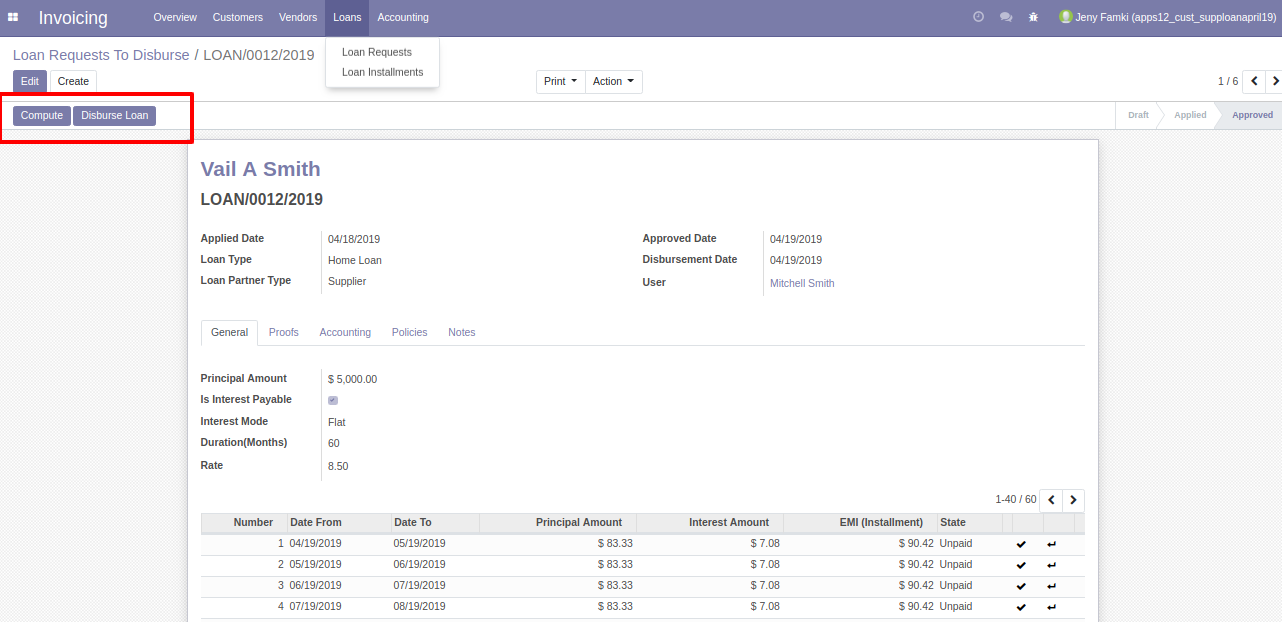 Invoicing Overview Customers Vendors Loans Accounting Jeny Famki (apps12_cust_supploanapril19)
Loan Requests To Disburse / LOAN/0012/2019
Loan Requests
Loan Installments
Edit Create Print Action 1 / 6
Compute Disburse Loan Draft Applied Approved
Vail A Smith
LOAN/0012/2019
Applied Date 04/18/2019 Approved Date 04/19/2019
Loan Type Home Loan Disbursement Date 04/19/2019
Loan Partner Type Supplier User Mitchell Smith
General Proofs Accounting Policies Notes
Principal Amount $ 5,000.00
Is Interest Payable
Interest Mode Flat
Duration(Months) 60
Rate 8.50
1-40 / 60
Number Date From Date To Principal Amount Interest Amount EMI (Installment) State
1 04/19/2019 05/19/2019 $ 83.33 $ 7.08 $ 90.42 Unpaid
2 05/19/2019 06/19/2019 $ 83.33 $ 7.08 $ 90.42 Unpaid
3 06/19/2019 07/19/2019 $ 83.33 $ 7.08 $ 90.42 Unpaid
4 07/19/2019 08/19/2019 $ 83.33 $ 7.08 $ 90.42 Unpaid